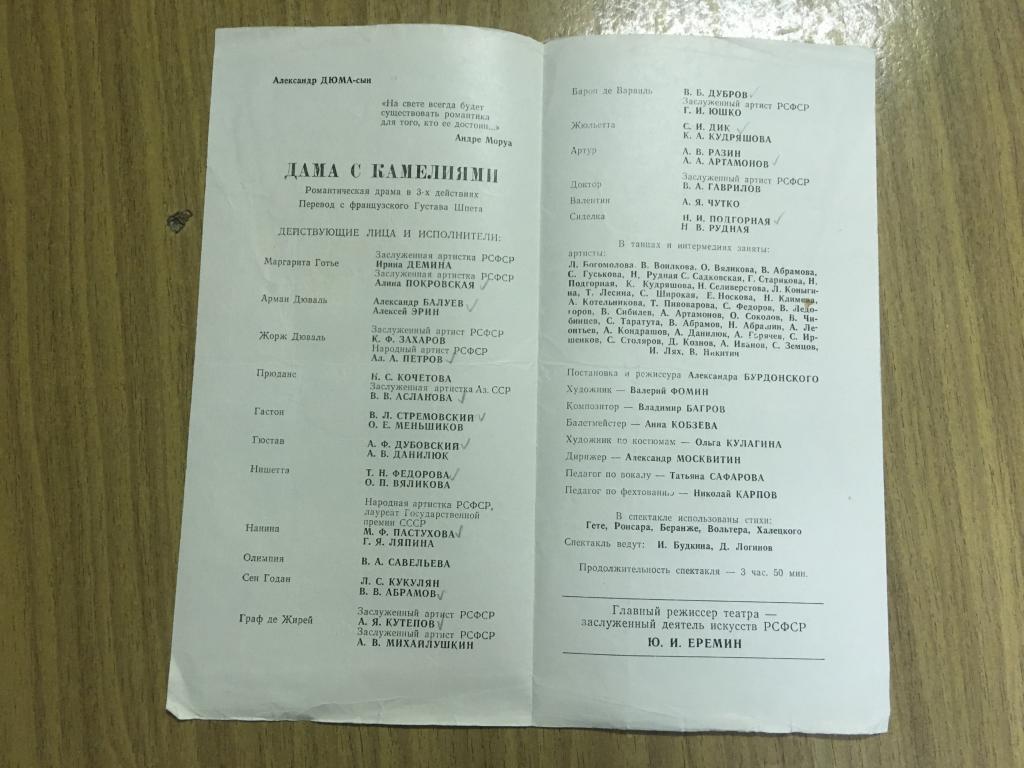 Александр ДЮМА-сын
«На свете всегда будет
существовать романтика
для того, кто ее достоин...»
Андре Моруа
ДАМА С КАМЕЛИЯМИ
Романтическая драма в 3-х действиях
Перевод с французского Густава Шпета
ДЕЙСТВУЮЩИЕ ЛИЦА И ИСПОЛНИТЕЛИ:
Заслуженная артистка РСФСР
Маргарита Готье Ирина ДЕМИНА
Заслуженная артистка РСФСР
Алина ПОКРОВСКАЯ
Арман Дюваль Александр БАЛУЕВ
Алексей ЭРИН
Заслуженный артист РСФСР
Жорж Дюваль К. Ф. ЗАХАРОВ
Народный артист РСФСР
Ал. А. ПЕТРОВ
Прюданс Н. С. КОЧЕТОВА
Заслуженная артистка Аз. ССР
В. В. АСЛАНОВА
Гастон В. Л. СТРЕМОВСКИЙ
О. Е. МЕНЬШИКОВ
Гюстав А. Ф. ДУБОВСКИЙ
А. В. ДАНИЛЮК
Нишетта Т. Н. ФЕДОРОВА
О. П. ВЯЛИКОВА
Народная артистка РСФСР,
лауреат Государственной
премии СССР
Нанина М. Ф. ПАСТУХОВА
Г. Я. ЛЯПИНА
Олимпия В. А. САВЕЛЬЕВА
Сен Годан Л. С. КУКУЛЯН
В. В. АБРАМОВ
Заслуженный артист РСФСР
Граф де Жирей А. Я. КУТЕПОВ
Заслуженный артист РСФСР
А. В. МИХАЙЛУШКИН
Барон де Варвиль В. Б. ДУБРОВ
Заслуженный артист РСФСР
Г. И. ЮШКО
Жюльетта С. И. ДИК
К. А. КУДРЯШОВА
Артур А. В. РАЗИН
А. А. АРТАМОНОВ
Заслуженный артист РСФСР
Доктор В. А. ГАВРИЛОВ
Валентин А. Я. ЧУТКО
Сиделка Н. И. ПОДГОРНАЯ
Н. В. РУДНАЯ
В танцах и интермедиях заняты:
артисты:
Л. Богомолова, В. Воилкова, О. Вяликова, В. Абрамова,
С. Гуськова, Н. Рудная С. Садковская, Г. Старикова, Н.
Подгорная, К. Кудряшова, Н. Селиверстова, Л. Коныги-
на, Т. Лесина, С. Широкая, Е. Носкова, Н. Климова,
А. Котельникова, Т. Пивоварова, С. Федоров, В. Ледо-
горов, В. Сибилев, А. Артамонов, О. Соколов, В. Чи-
бинцев, С. Таратута, В. Абрамов, Н. Абрашин, А. Ле-
онтьев, А. Кондрашов, А. Данилюк, А. Горячев, С. Ир-
шенков, С. Столяров, Д. Кознов, А. Иванов, С. Земцов,
И. Лях, В. Никитич
Постановка и режиссура Александра БУРДОНСКОГО
Художник — Валерий ФОМИН
Композитор — Владимир БАГРОВ
Балетмейстер — Анна КОБЗЕВА
Художник по костюмам — Ольга КУЛАГИНА
Дирижер — Александр МОСКВИТИН
Педагог по вокалу — Татьяна САФАРОВА
Педагог по фехтованию — Николай КАРПОВ
В спектакле использованы стихи:
Гете, Ронсара, Беранже, Вольтера, Халецкого
Спектакль ведут: И. Будкина, Д. Логинов
Продолжительность спектакля — 3 час. 50 мин.
Главный режиссер театра —
заслуженный деятель искусств РСФСР
Ю. И. ЕРЕМИН